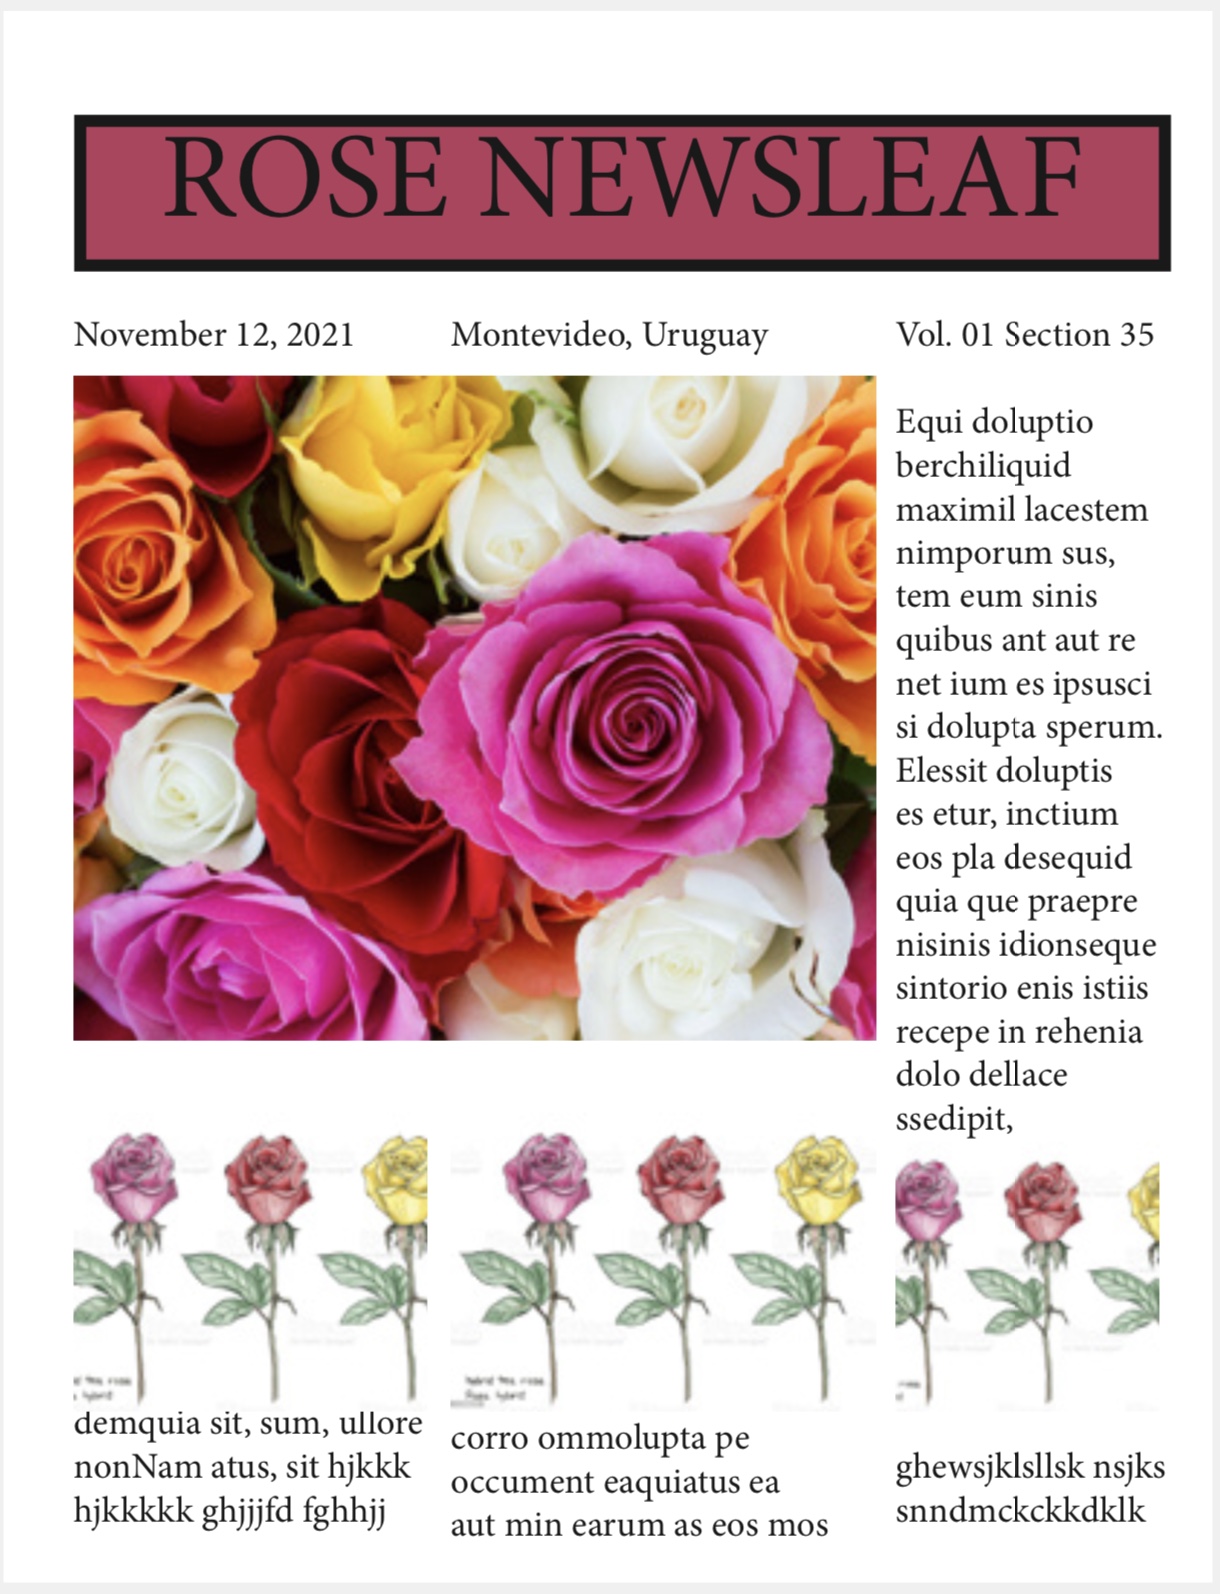 ROSE NEWSLEAF
November 12, 2021
Montevideo, Uruguay
Vol. 01 Section 35
Equi doluptio
berchiliquid
maximil lacestem
nimporum sus,
tem eum sinis
quibus ant aut re
net ium es ipsusci
si dolupta sperum.
Elessit doluptis
es etur, inctium
eos pla desequid
quia que praepre
nisinis idionseque
sintorio enis istiis
recepe in rehenia
dolo dellace
ssedipit,
demquia sit, sum, ullore
nonNam atus, sit hjkkk
hjkkkkk ghjjjfd fghhjj
corro ommolupta pe
occument eaquiatus ea
aut min earum as eos mos
ghewsjklsllsk nsjks
snndmckckkdklk